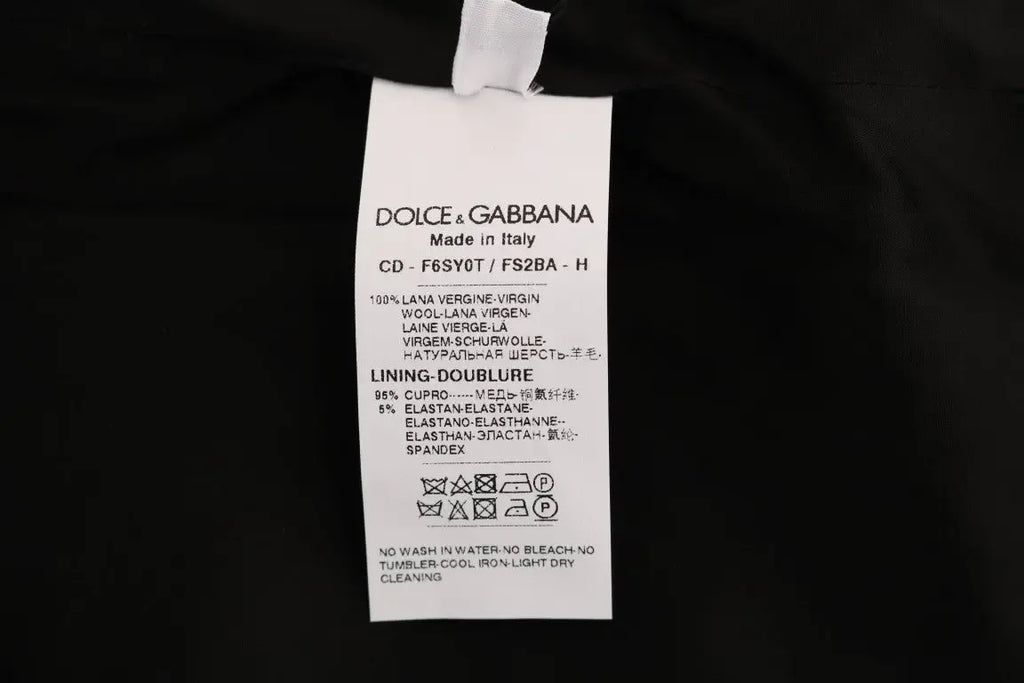 DOLCE & GABBANA
Made in Italy
CD - F6SY0T / FS2BA - H
100% LANA VERGINE-VIRGIN
WOOL-LANA VIRGEN-
LAINE VIERGE-LÃ
VIRGEM-SCHURWOLLE-
НАТУРАЛЬНАЯ ШЕРСТЬ-羊毛-
LINING-DOUBLURE
95% CUPRO------МЕДЬ-铜氨纤维-
5% ELASTAN-ELASTANE-
ELASTANO-ELASTHANNE--
ELASTHAN-ЭЛАСТАН-氨纶-
SPANDEX
P
P
NO WASH IN WATER-NO BLEACH-NO
TUMBLER-COOL IRON-LIGHT DRY
CLEANING